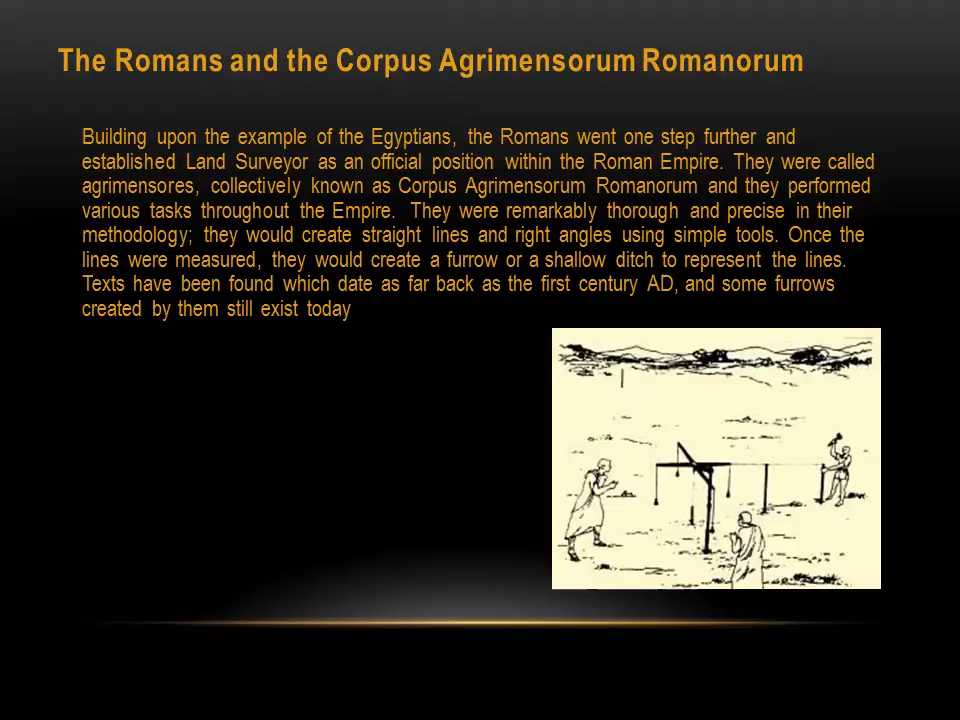 The Romans and the Corpus Agrimensorum Romanorum
Building upon the example of the Egyptians, the Romans went one step further and
established Land Surveyor as an official position within the Roman Empire. They were called
agrimensores, collectively known as Corpus Agrimensorum Romanorum and they performed
various tasks throughout the Empire. They were remarkably thorough and precise in their
methodology; they would create straight lines and right angles using simple tools. Once the
lines were measured, they would create a furrow or a shallow ditch to represent the lines.
Texts have been found which date as far back as the first century AD, and some furrows
created by them still exist today